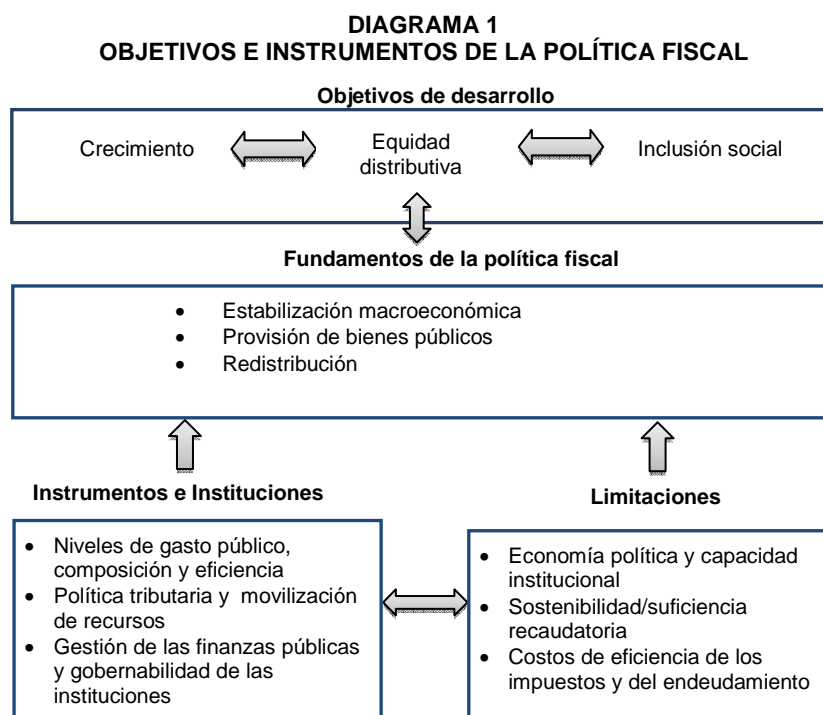 DIAGRAMA 1
OBJETIVOS E INSTRUMENTOS DE LA POLÍTICA FISCAL
Objetivos de desarrollo
Crecimiento
Equidad
distributiva
Inclusión social
Fundamentos de la política fiscal
• Estabilización macroeconómica
• Provisión de bienes públicos
• Redistribución
Instrumentos e Instituciones
• Niveles de gasto público,
composición y eficiencia
• Política tributaria y movilización
de recursos
• Gestión de las finanzas públicas
y gobernabilidad de las
instituciones
Limitaciones
• Economía política y capacidad
institucional
• Sostenibilidad/suficiencia
recaudatoria
• Costos de eficiencia de los
impuestos y del endeudamiento